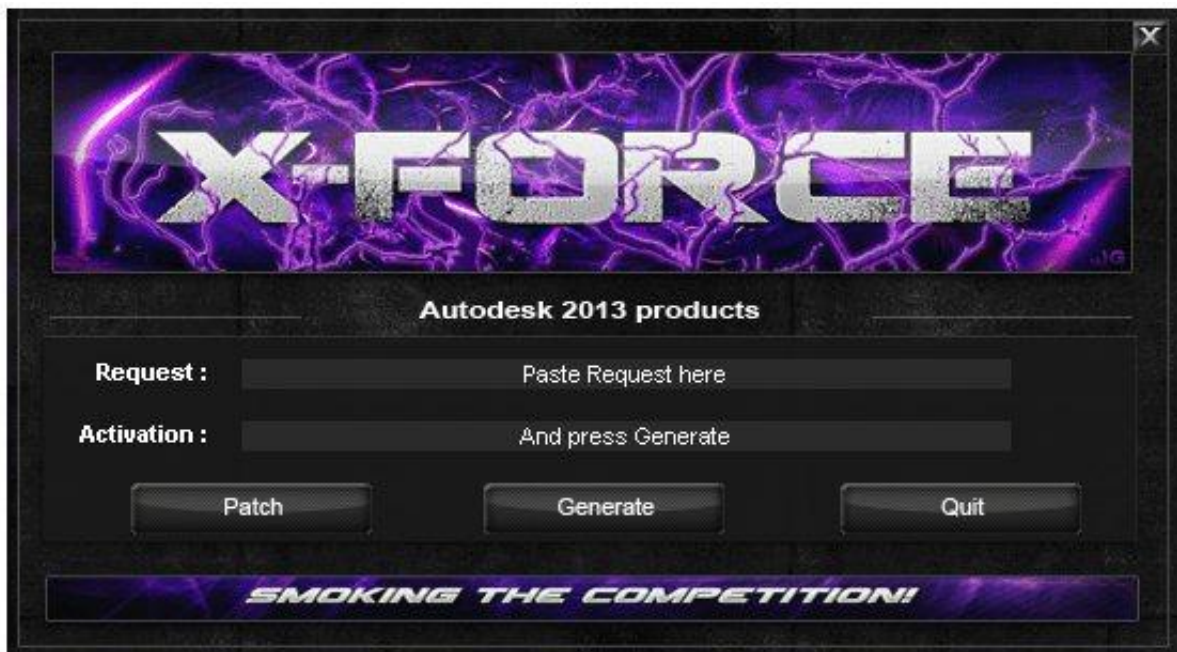 X
X-FORCE
JG
Autodesk 2013 products
Request : Paste Request here
Activation : And press Generate
Patch Generate Quit
SMOKING THE COMPETITION!